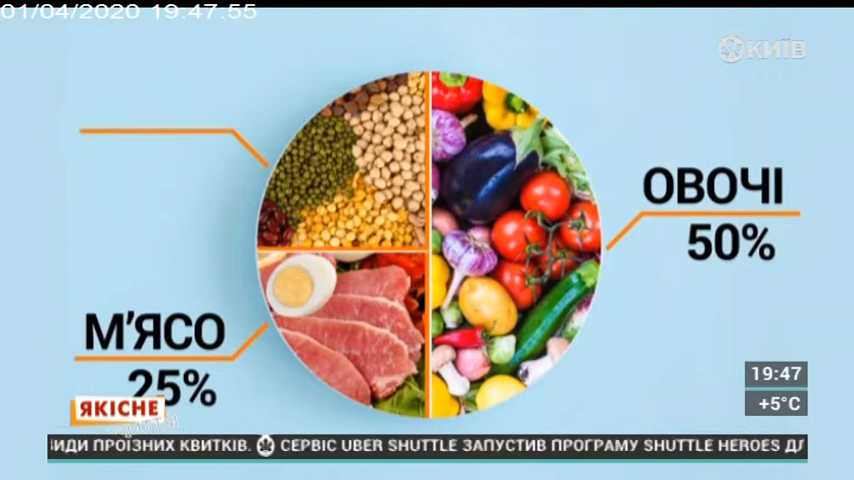 01/04/2020 19:47:55
КИЇВ
ОВОЧІ
50%
М'ЯСО
25%
19:47
+5°C
ЯКІСНЕ
ИДИ ПРОЇЗНИХ КВИТКІВ. СЕРВІС UBER SHUTTLE ЗАПУСТИВ ПРОГРАМУ SHUTTLE HEROES